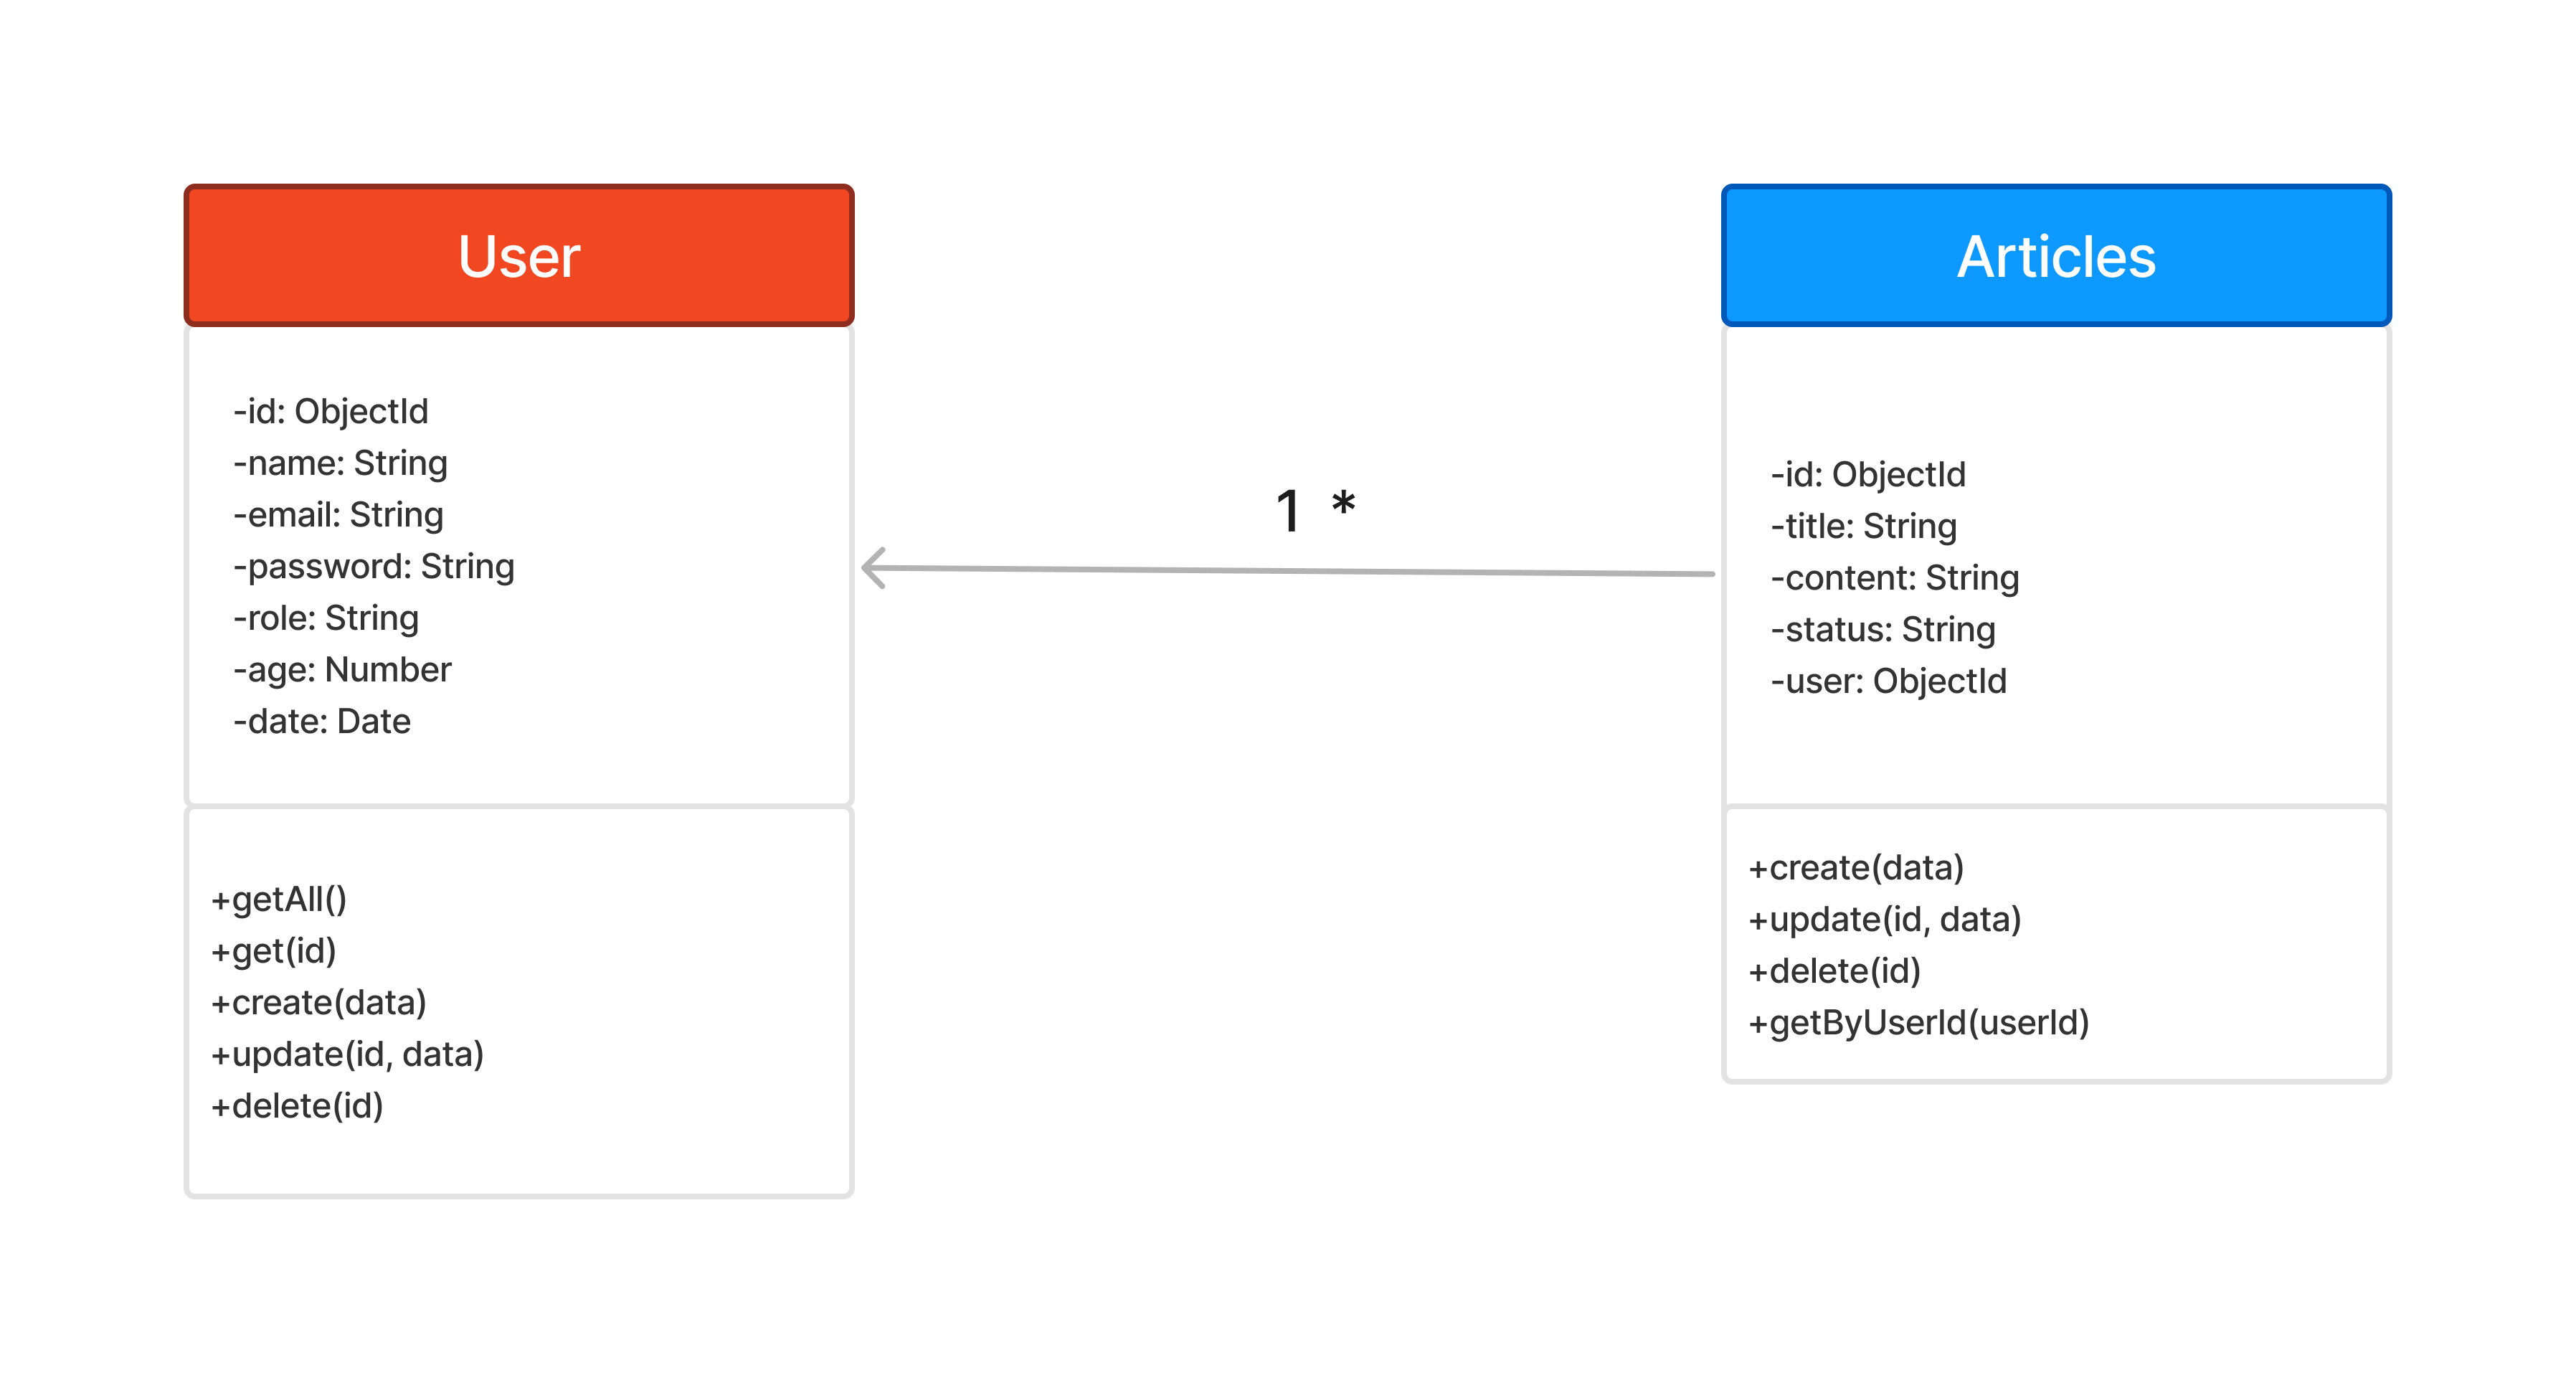 User
-id: ObjectId
-name: String
-email: String
-password: String
-role: String
-age: Number
-date: Date
+getAll()
+get(id)
+create(data)
+update(id, data)
+delete(id)
1 *
Articles
-id: ObjectId
-title: String
-content: String
-status: String
-user: ObjectId
+create(data)
+update(id, data)
+delete(id)
+getByUserId(userId)